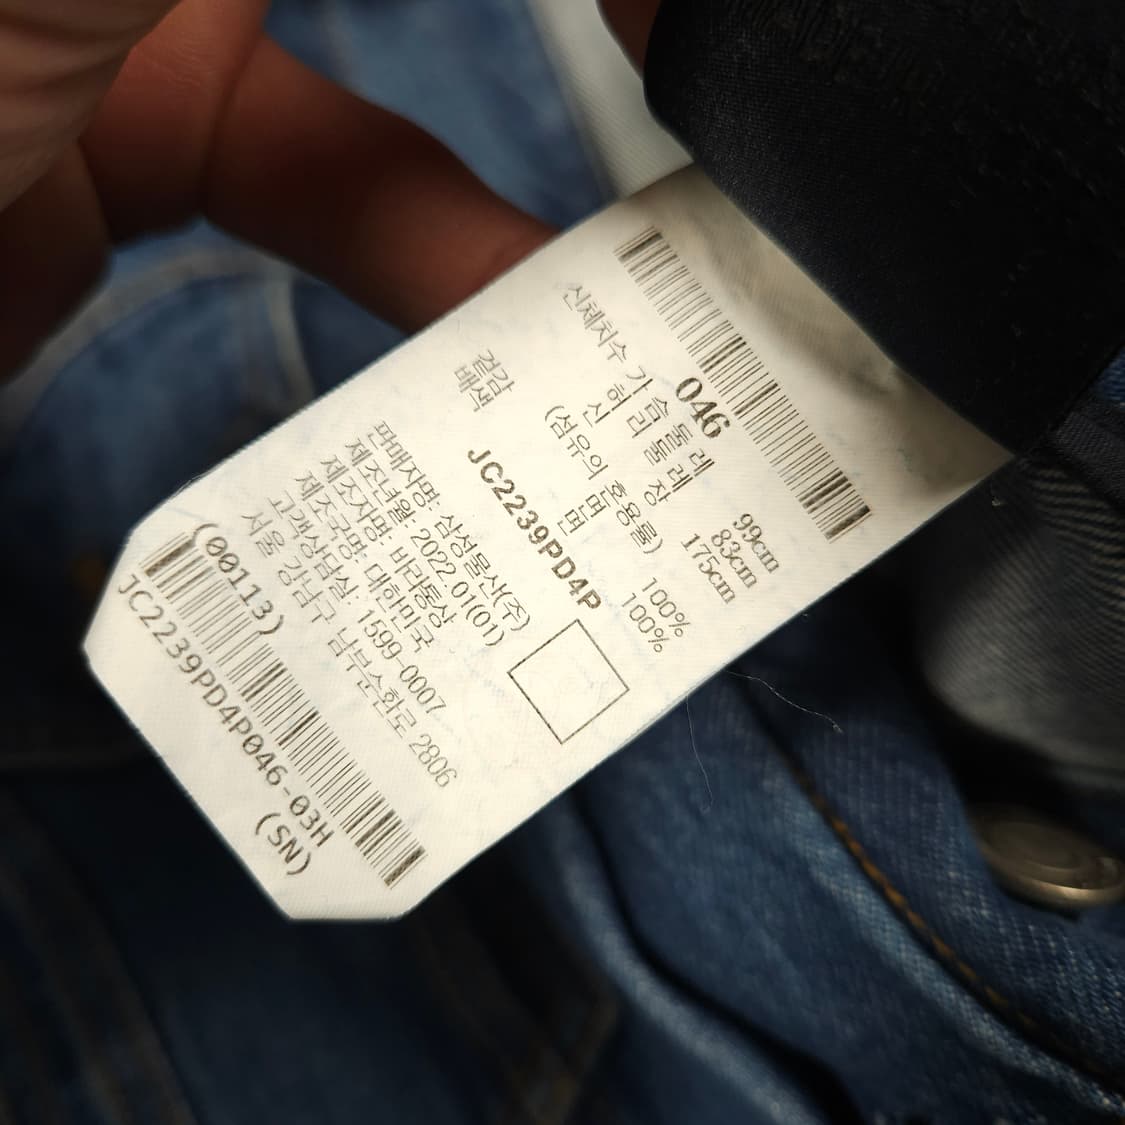 046
신체치수 가슴둘레 99cm
허리둘레 83cm
신 장 175cm
(섬유의 혼용률)
겉감 면 100%
배색 면 100%
JC2239PD4P
판매자명: 삼성물산(주)
제조년월: 2022.01(01)
제조자명: 바라통상
제조국명: 대한민국
고객상담실: 1599-0007
서울 강남구 남부순환로 2806
(00113)
JC2239PD4P046-03H
(SN)